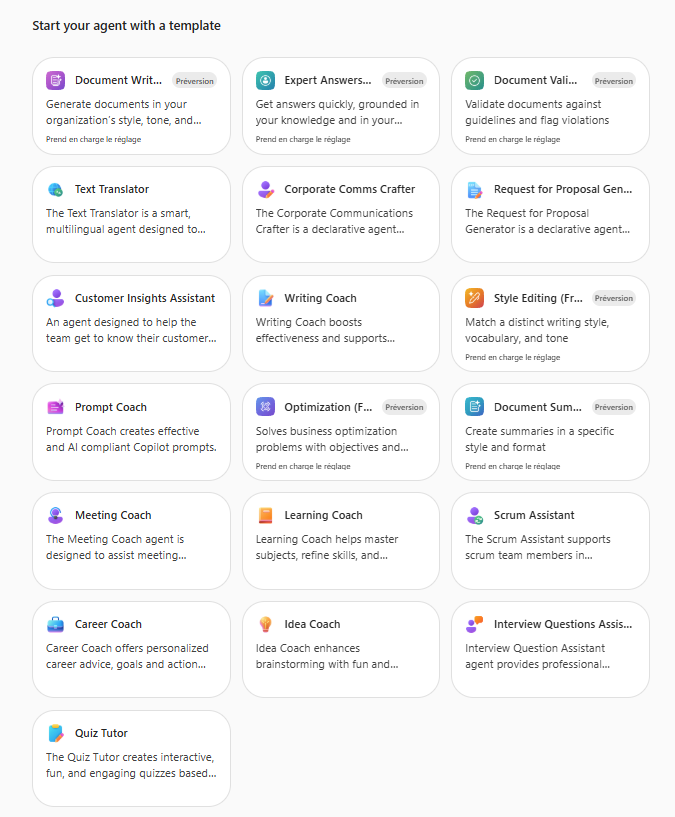 Start your agent with a template
Document Writ... Préversion
Generate documents in your
organization's style, tone, and...
Prend en charge le réglage
Expert Answers... Préversion
Get answers quickly, grounded in
your knowledge and in your...
Prend en charge le réglage
Document Vali... Préversion
Validate documents against
guidelines and flag violations
Prend en charge le réglage
Text Translator
The Text Translator is a smart,
multilingual agent designed to...
Corporate Comms Crafter
The Corporate Communications
Crafter is a declarative agent...
Request for Proposal Gen...
The Request for Proposal
Generator is a declarative agent...
Customer Insights Assistant
An agent designed to help the
team get to know their customer...
Writing Coach
Writing Coach boosts
effectiveness and supports...
Style Editing (Fr... Préversion
Match a distinct writing style,
vocabulary, and tone
Prend en charge le réglage
Prompt Coach
Prompt Coach creates effective
and AI compliant Copilot prompts.
Optimization (F... Préversion
Solves business optimization
problems with objectives and...
Prend en charge le réglage
Document Sum... Préversion
Create summaries in a specific
style and format
Prend en charge le réglage
Meeting Coach
The Meeting Coach agent is
designed to assist meeting...
Learning Coach
Learning Coach helps master
subjects, refine skills, and...
Scrum Assistant
The Scrum Assistant supports
scrum team members in...
Career Coach
Career Coach offers personalized
career advice, goals and action...
Idea Coach
Idea Coach enhances
brainstorming with fun and...
Interview Questions Assis...
Interview Question Assistant
agent provides professional...
Quiz Tutor
The Quiz Tutor creates interactive,
fun, and engaging quizzes based...